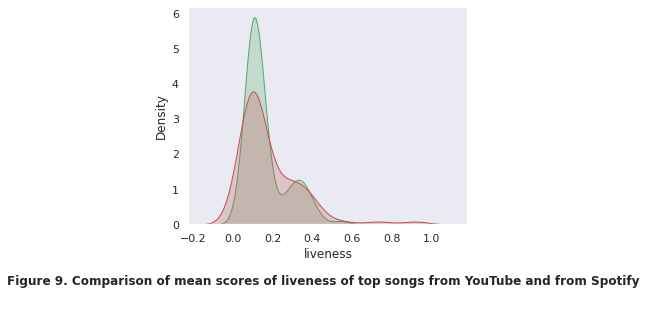 6
5
4
3
2
1
0
Density
−0.2 0.0 0.2 0.4 0.6 0.8 1.0
liveness
Figure 9. Comparison of mean scores of liveness of top songs from YouTube and from Spotify